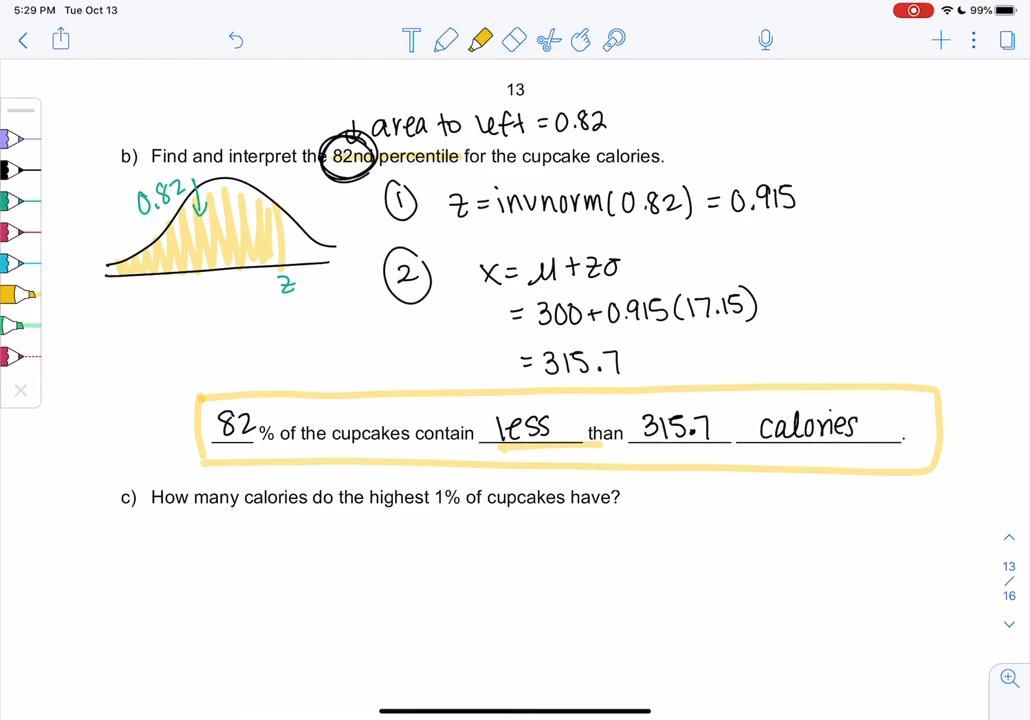 5:29 PM Tue Oct 13
99%
13
area to left = 0.82
b) Find and interpret the 82nd percentile for the cupcake calories.
0.82
z
① z = invnorm(0.82) = 0.915
② x = μ + zσ
= 300 + 0.915(17.15)
= 315.7
82 % of the cupcakes contain less than 315.7 calories.
c) How many calories do the highest 1% of cupcakes have?
13
/
16